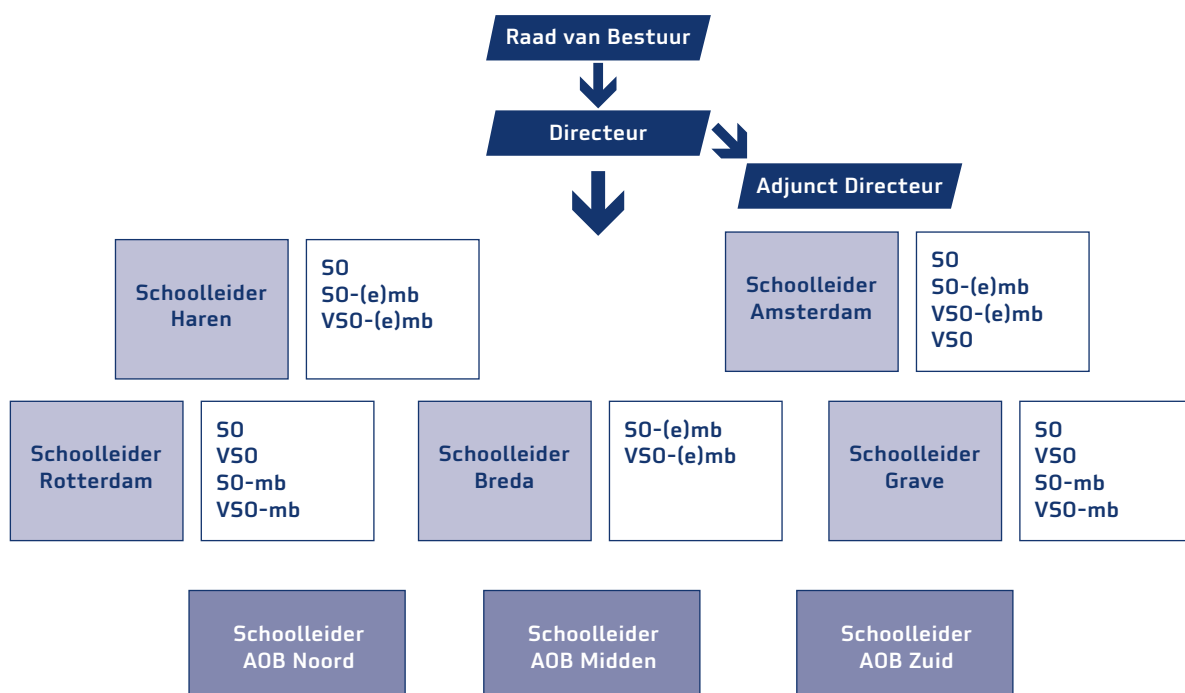 Raad van Bestuur
Directeur
Adjunct Directeur
Schoolleider
Haren
SO
SO-(e)mb
VSO-(e)mb
Schoolleider
Amsterdam
SO
SO-(e)mb
VSO-(e)mb
VSO
Schoolleider
Rotterdam
SO
VSO
SO-mb
VSO-mb
Schoolleider
Breda
SO-(e)mb
VSO-(e)mb
Schoolleider
Grave
SO
VSO
SO-mb
VSO-mb
Schoolleider
AOB Noord
Schoolleider
AOB Midden
Schoolleider
AOB Zuid